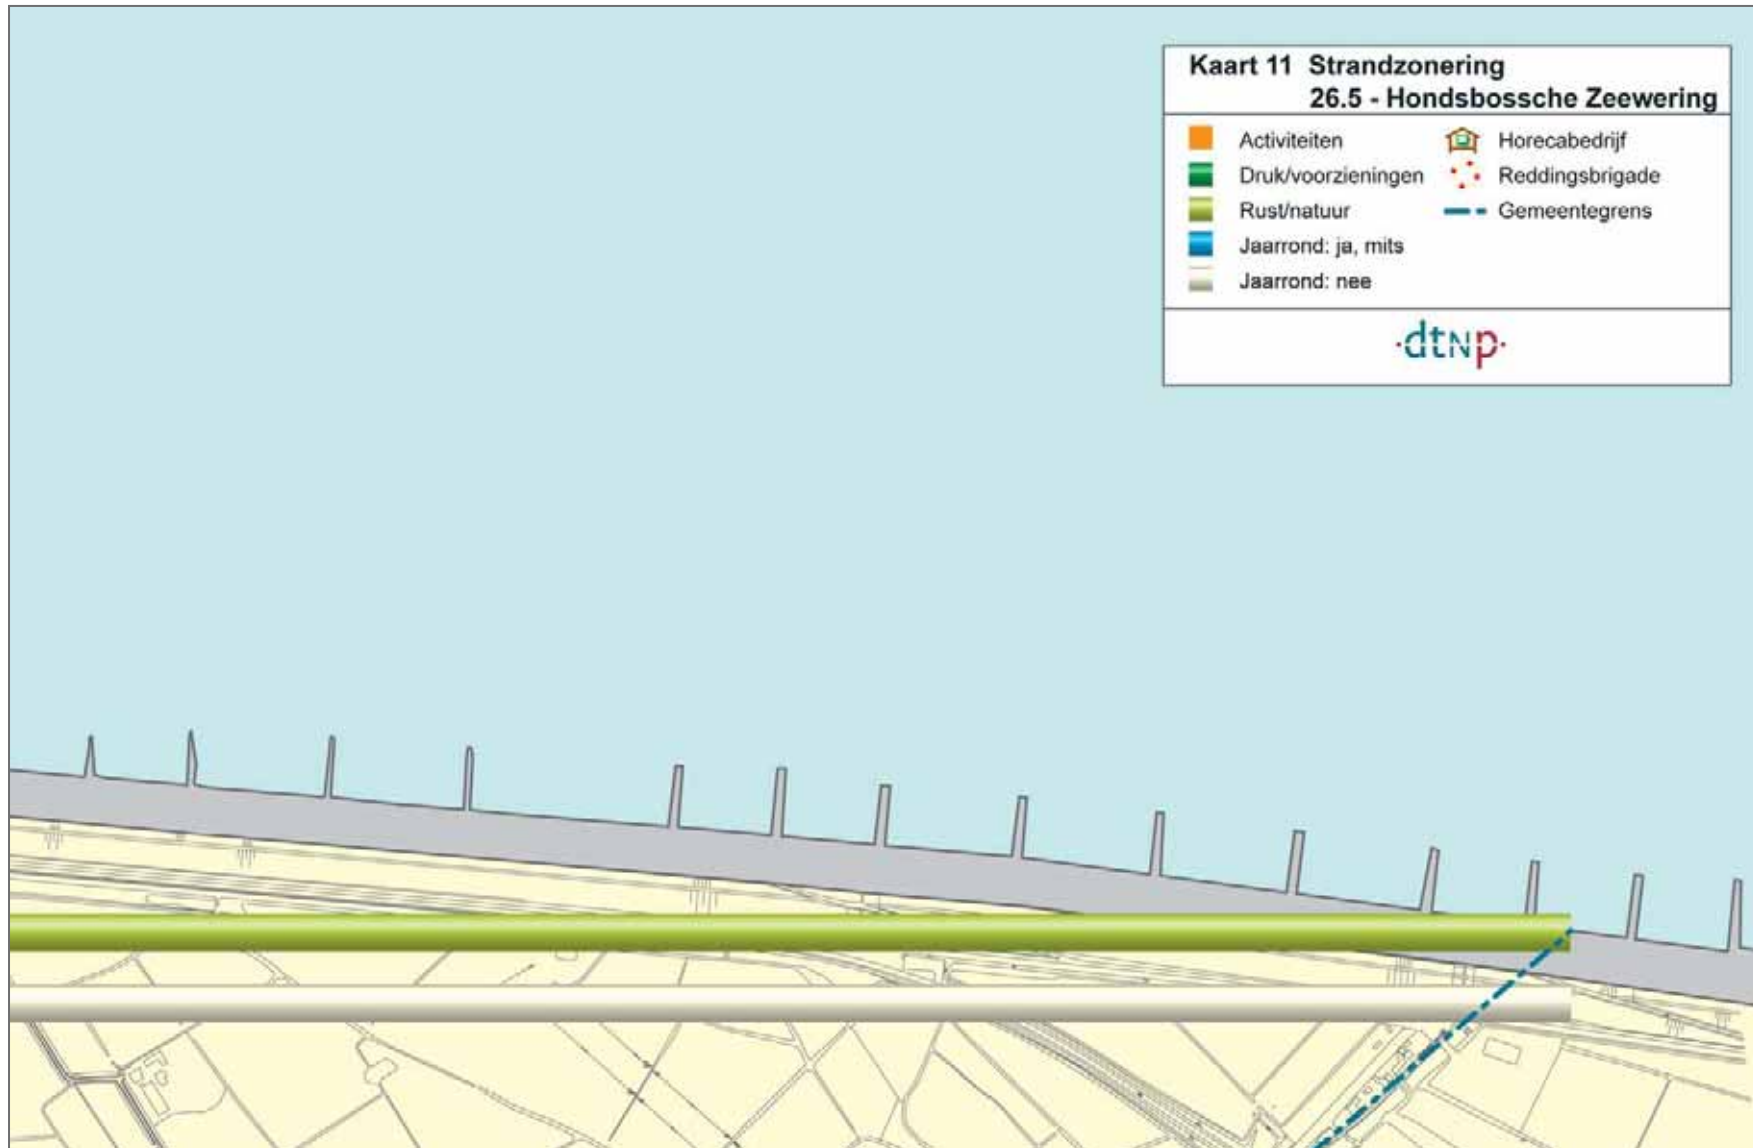 Kaart 11 Strandzonering
26.5 - Hondsbossche Zeewering
Activiteiten
Druk/voorzieningen
Rust/natuur
Jaarrond: ja, mits
Jaarrond: nee
Horecabedrijf
Reddingsbrigade
Gemeentegrens
·dtNp·